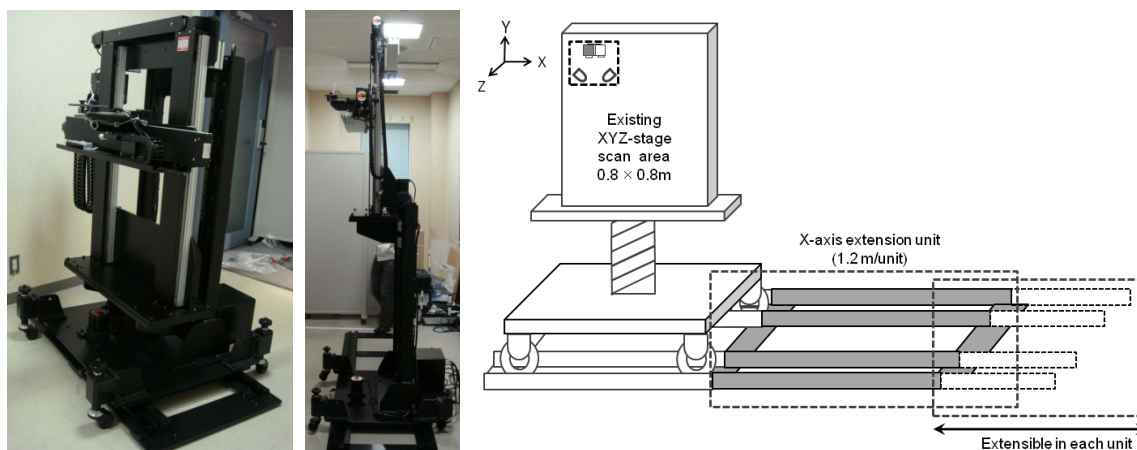 Y
X
Z
Existing
XYZ-stage
scan area
0.8 × 0.8m
X-axis extension unit
(1.2 m/unit)
Extensible in each unit